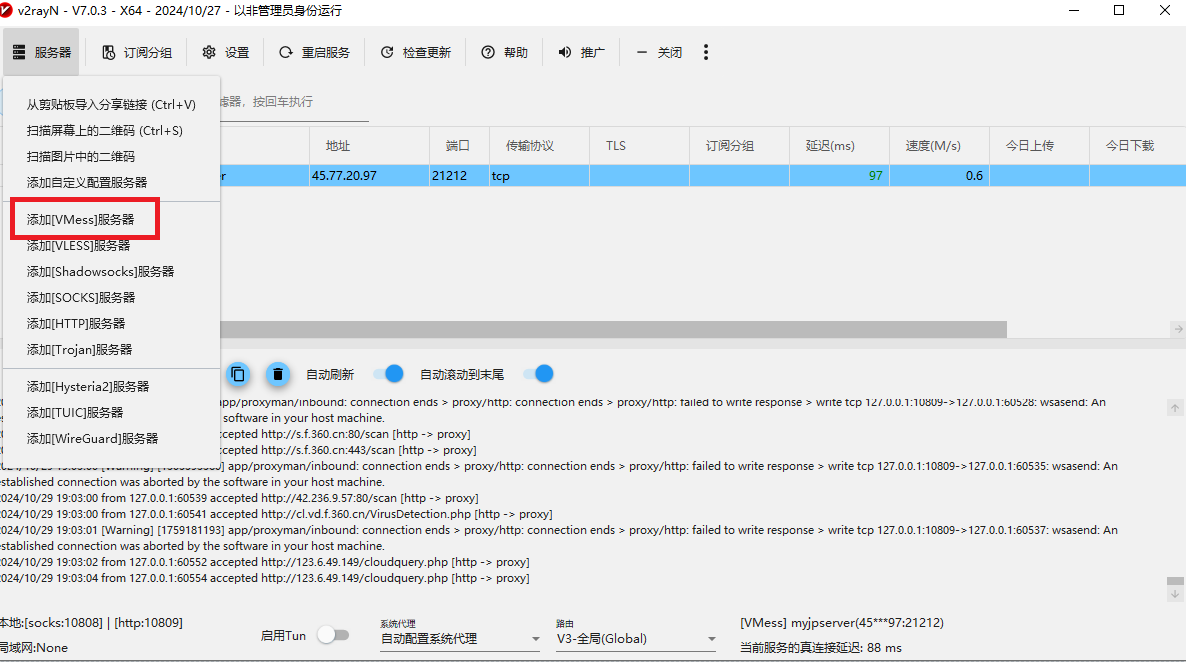 v2rayN - V7.0.3 - X64 - 2024/10/27 - 以非管理员身份运行
服务器 订阅分组 设置 重启服务 检查更新 帮助 推广 关闭
滤器，按回车执行
从剪贴板导入分享链接 (Ctrl+V)
扫描屏幕上的二维码 (Ctrl+S)
扫描图片中的二维码
添加自定义配置服务器
添加[VMess]服务器
添加[VLESS]服务器
添加[Shadowsocks]服务器
添加[SOCKS]服务器
添加[HTTP]服务器
添加[Trojan]服务器
添加[Hysteria2]服务器
添加[TUIC]服务器
添加[WireGuard]服务器
地址 端口 传输协议 TLS 订阅分组 延迟(ms) 速度(M/s) 今日上传 今日下载
r 45.77.20.97 21212 tcp 97 0.6
自动刷新 自动滚动到末尾
app/proxyman/inbound: connection ends > proxy/http: connection ends > proxy/http: failed to write response > write tcp 127.0.0.1:10809->127.0.0.1:60528: wsasend: An
software in your host machine.
accepted http://s.f.360.cn:80/scan [http -> proxy]
accepted http://s.f.360.cn:443/scan [http -> proxy]
app/proxyman/inbound: connection ends > proxy/http: connection ends > proxy/http: failed to write response > write tcp 127.0.0.1:10809->127.0.0.1:60535: wsasend: An
established connection was aborted by the software in your host machine.
2024/10/29 19:03:00 from 127.0.0.1:60539 accepted http://42.236.9.57:80/scan [http -> proxy]
2024/10/29 19:03:00 from 127.0.0.1:60541 accepted http://cl.vd.f.360.cn/VirusDetection.php [http -> proxy]
2024/10/29 19:03:01 [Warning] [1759181193] app/proxyman/inbound: connection ends > proxy/http: connection ends > proxy/http: failed to write response > write tcp 127.0.0.1:10809->127.0.0.1:60537: wsasend: An
established connection was aborted by the software in your host machine.
2024/10/29 19:03:02 from 127.0.0.1:60552 accepted http://123.6.49.149/cloudquery.php [http -> proxy]
2024/10/29 19:03:04 from 127.0.0.1:60554 accepted http://123.6.49.149/cloudquery.php [http -> proxy]
本地:[socks:10808] | [http:10809]
局域网:None
启用Tun
系统代理
自动配置系统代理
路由
V3-全局(Global)
[VMess] myjpserver(45***97:21212)
当前服务的真连接延迟: 88 ms